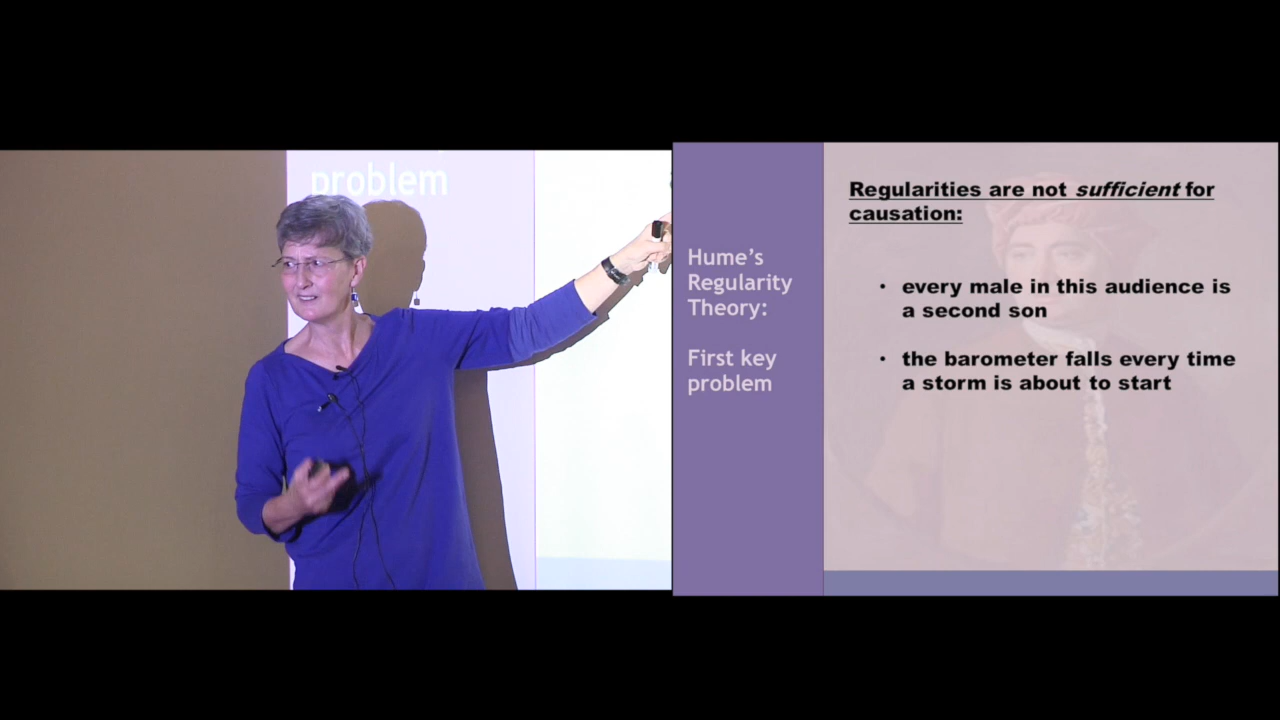 problem
Hume’s
Regularity
Theory:
First key
problem
Regularities are not sufficient for
causation:
• every male in this audience is
a second son
• the barometer falls every time
a storm is about to start